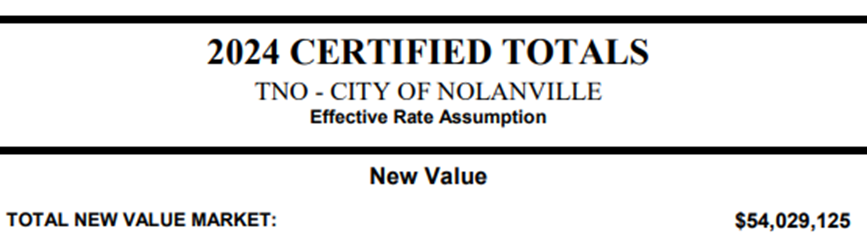 2024 CERTIFIED TOTALS
TNO - CITY OF NOLANVILLE
Effective Rate Assumption
New Value
TOTAL NEW VALUE MARKET: $54,029,125